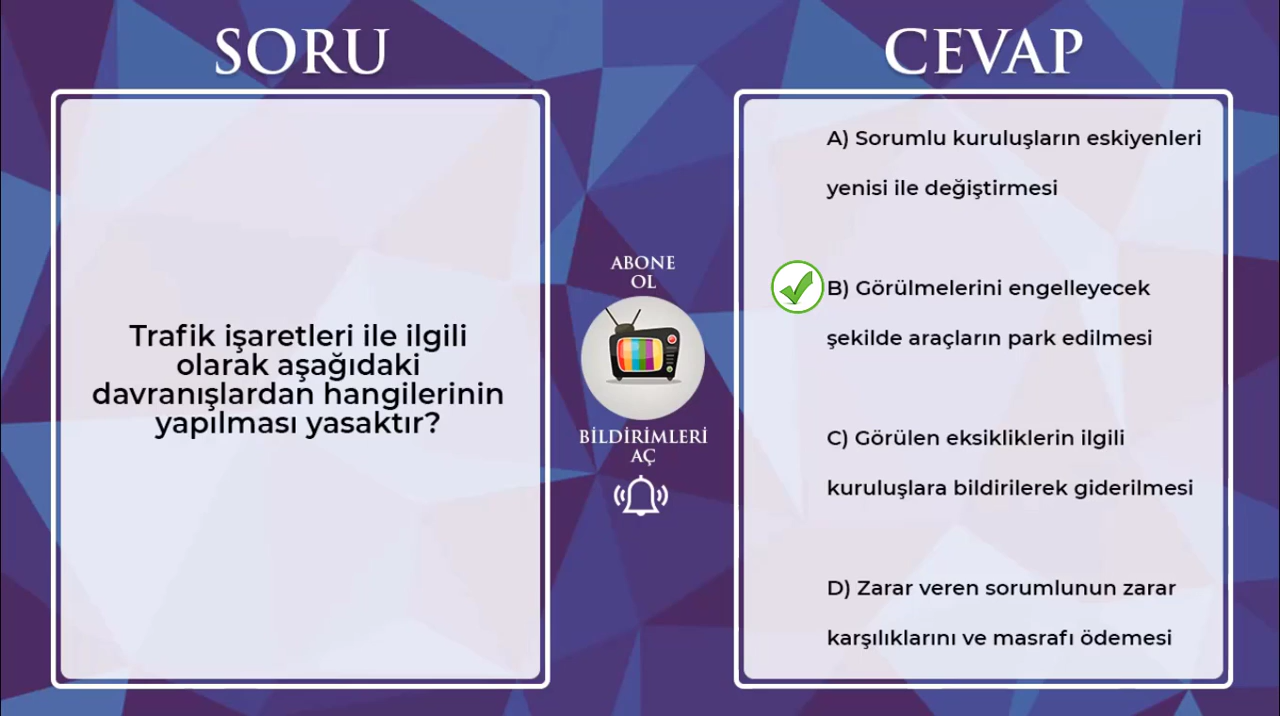 SORU
Trafik işaretleri ile ilgili
olarak aşağıdaki
davranışlardan hangilerinin
yapılması yasaktır?
ABONE
OL
BİLDİRİMLERİ
AÇ
CEVAP
A) Sorumlu kuruluşların eskiyenleri
yenisi ile değiştirmesi
B) Görülmelerini engelleyecek
şekilde araçların park edilmesi
C) Görülen eksikliklerin ilgili
kuruluşlara bildirilerek giderilmesi
D) Zarar veren sorumlunun zarar
karşılıklarını ve masrafı ödemesi